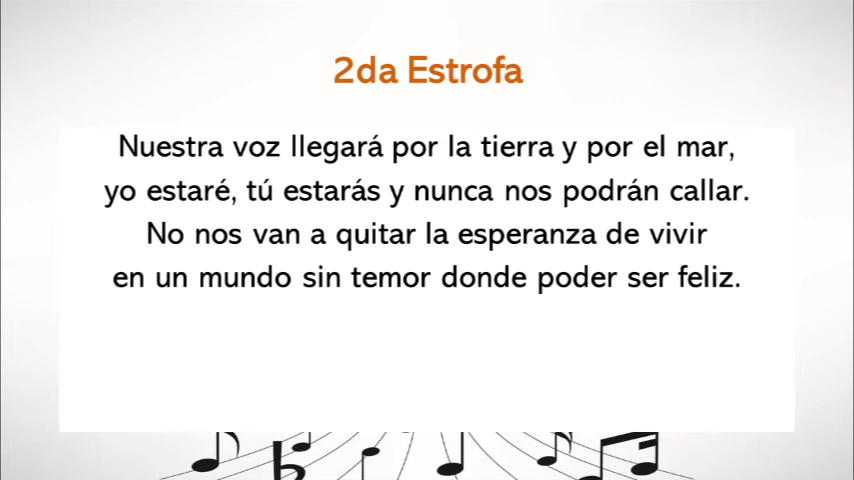 2da Estrofa
Nuestra voz llegará por la tierra y por el mar,
yo estaré, tú estarás y nunca nos podrán callar.
No nos van a quitar la esperanza de vivir
en un mundo sin temor donde poder ser feliz.